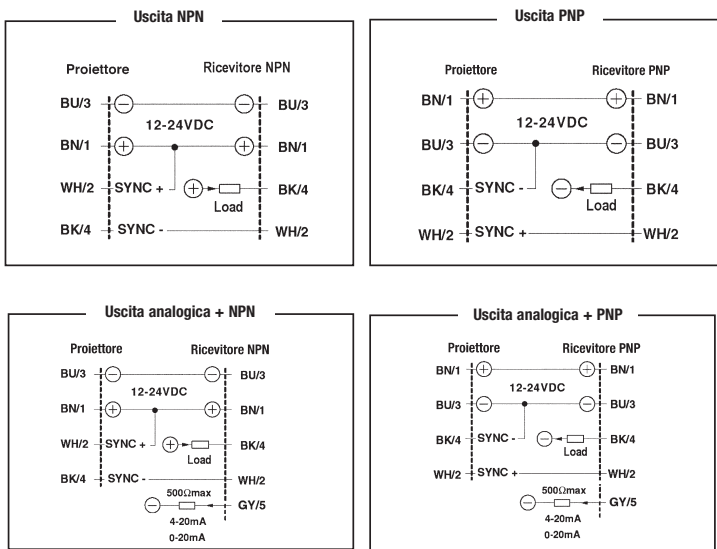 Uscita NPN
Proiettore Ricevitore NPN
BU/3 BU/3
12-24VDC
BN/1 BN/1
WH/2 SYNC + BK/4
Load
BK/4 SYNC - WH/2
Uscita PNP
Proiettore Ricevitore PNP
BN/1 BN/1
12-24VDC
BU/3 BU/3
BK/4 SYNC - BK/4
Load
WH/2 SYNC + WH/2
Uscita analogica + NPN
Proiettore Ricevitore NPN
BU/3 BU/3
12-24VDC
BN/1 BN/1
WH/2 SYNC + BK/4
Load
BK/4 SYNC - WH/2
500Ωmax
GY/5
4-20mA
0-20mA
Uscita analogica + PNP
Proiettore Ricevitore PNP
BN/1 BN/1
12-24VDC
BU/3 BU/3
BK/4 SYNC - BK/4
Load
WH/2 SYNC + WH/2
500Ωmax
GY/5
4-20mA
0-20mA